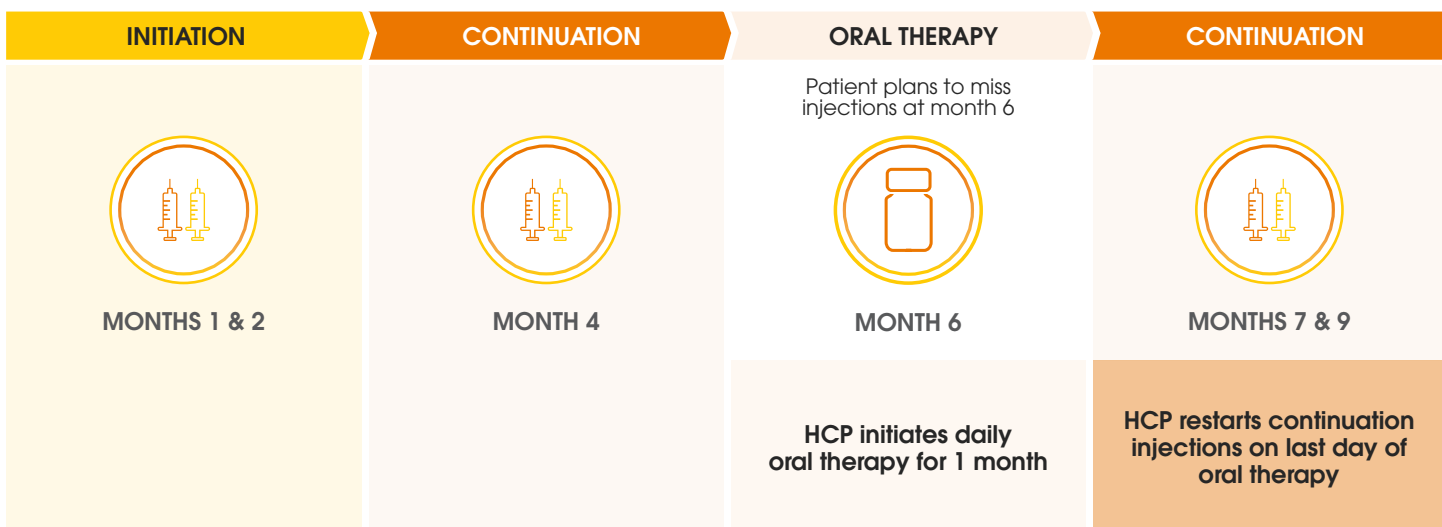 INITIATION
CONTINUATION
ORAL THERAPY
CONTINUATION
Patient plans to miss
injections at month 6
MONTHS 1 & 2
MONTH 4
MONTH 6
MONTHS 7 & 9
HCP initiates daily
oral therapy for 1 month
HCP restarts continuation
injections on last day of
oral therapy